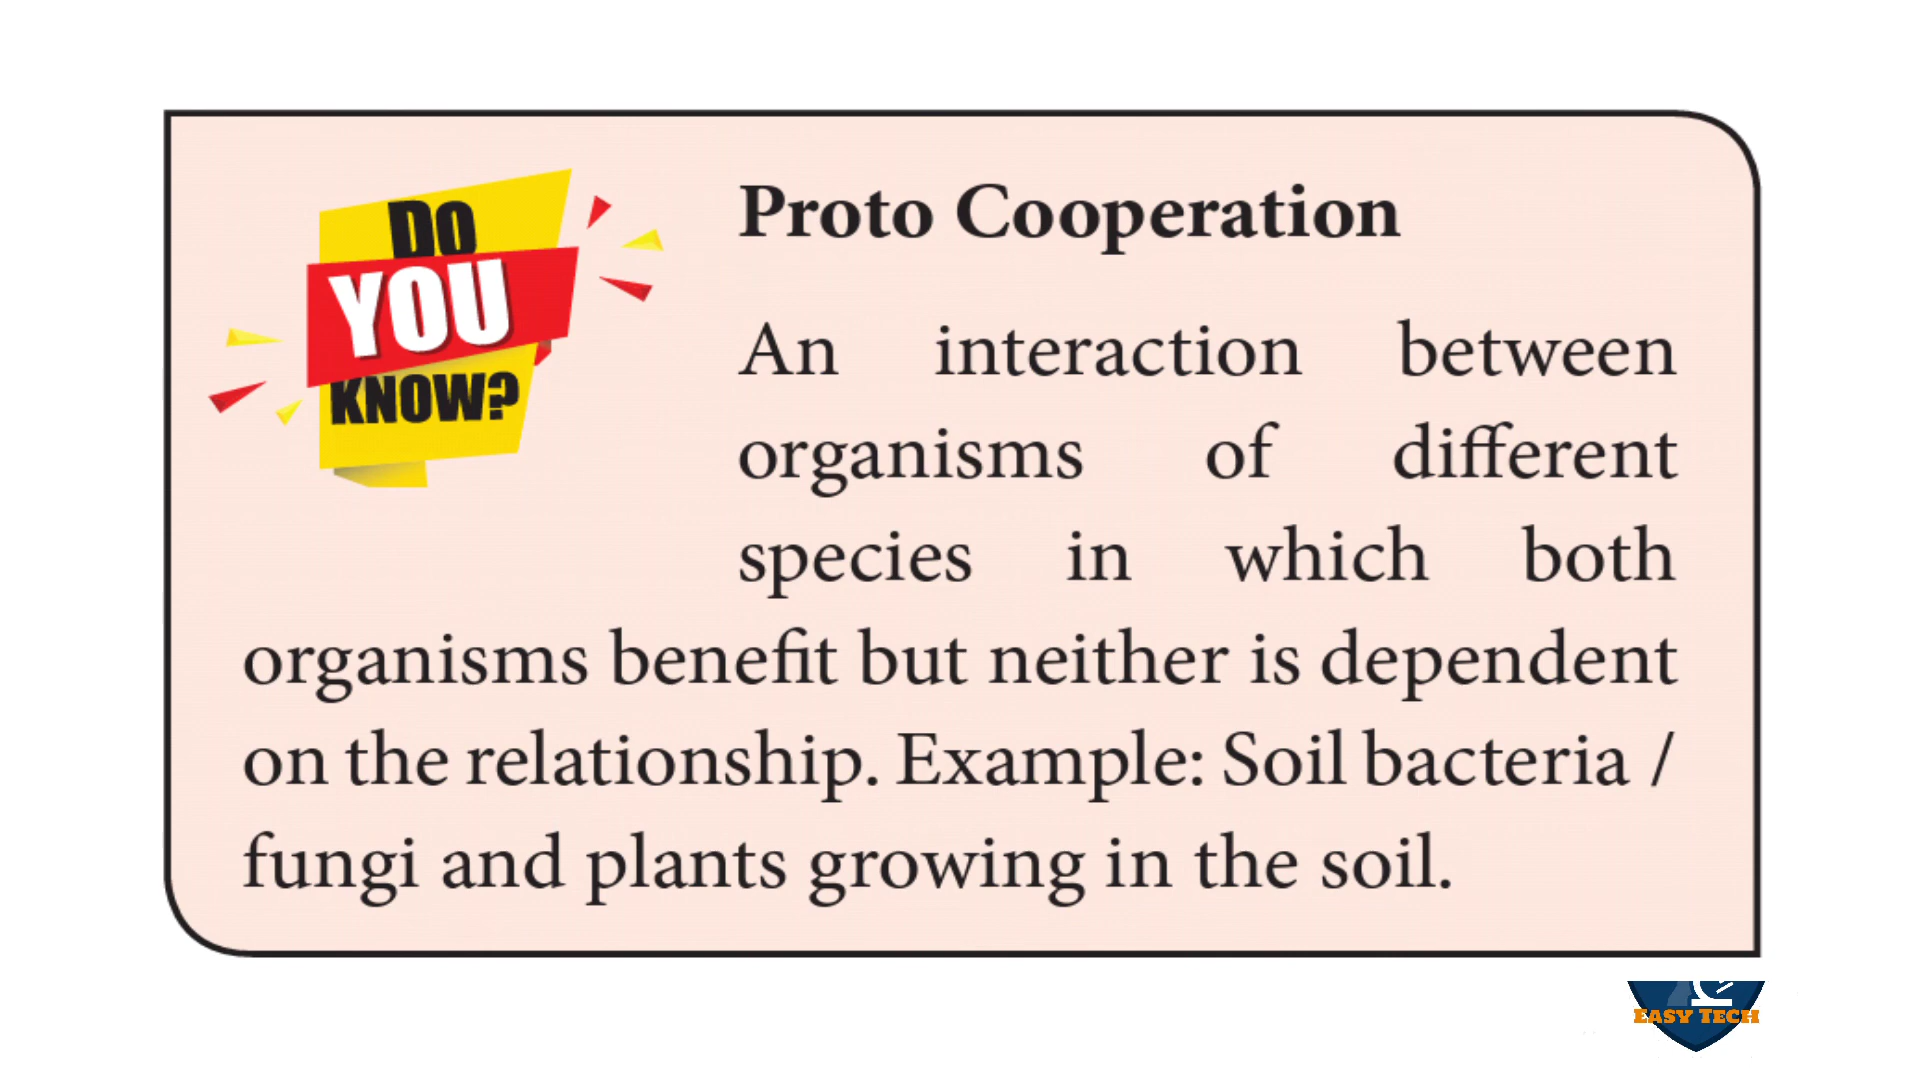 DO
YOU
KNOW?
Proto Cooperation
An interaction between
organisms of different
species in which both
organisms benefit but neither is dependent
on the relationship. Example: Soil bacteria /
fungi and plants growing in the soil.
EASY TECH